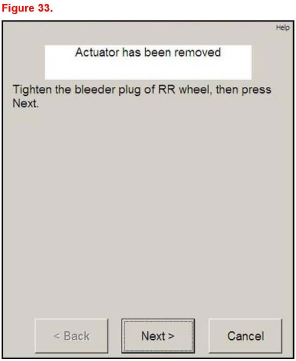 Figure 33.
Help
Actuator has been removed
Tighten the bleeder plug of RR wheel, then press
Next.
< Back
Next >
Cancel